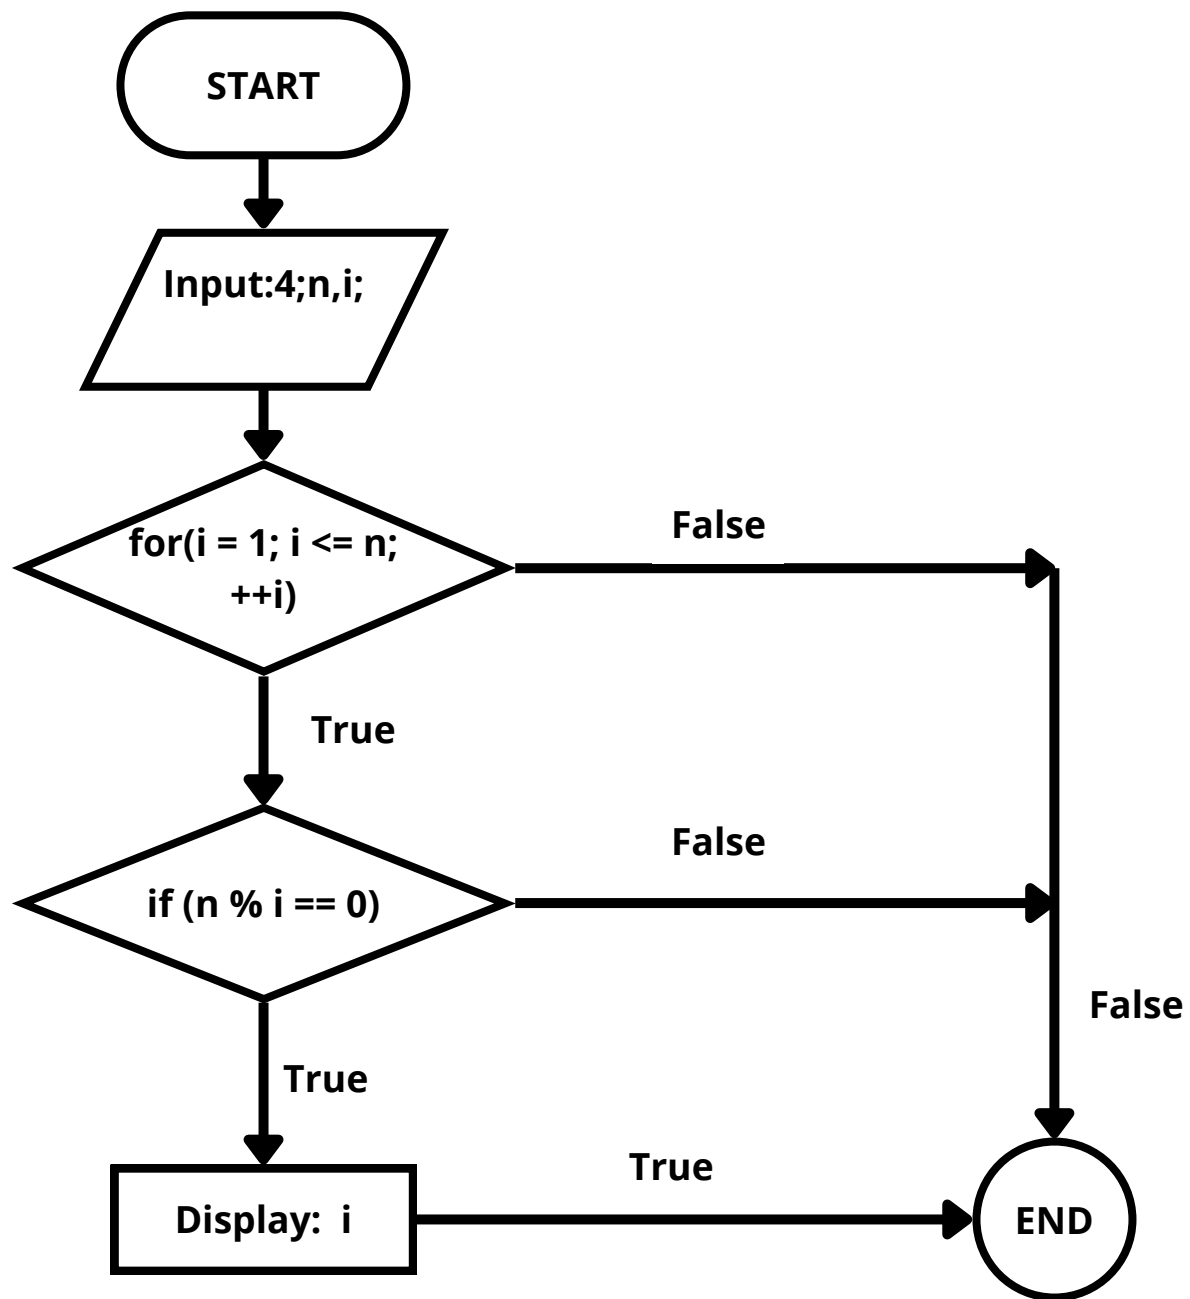 START
Input:4;n,i;
for(i = 1; i <= n;
++i)
False
True
if (n % i == 0)
False
False
True
Display: i
True
END